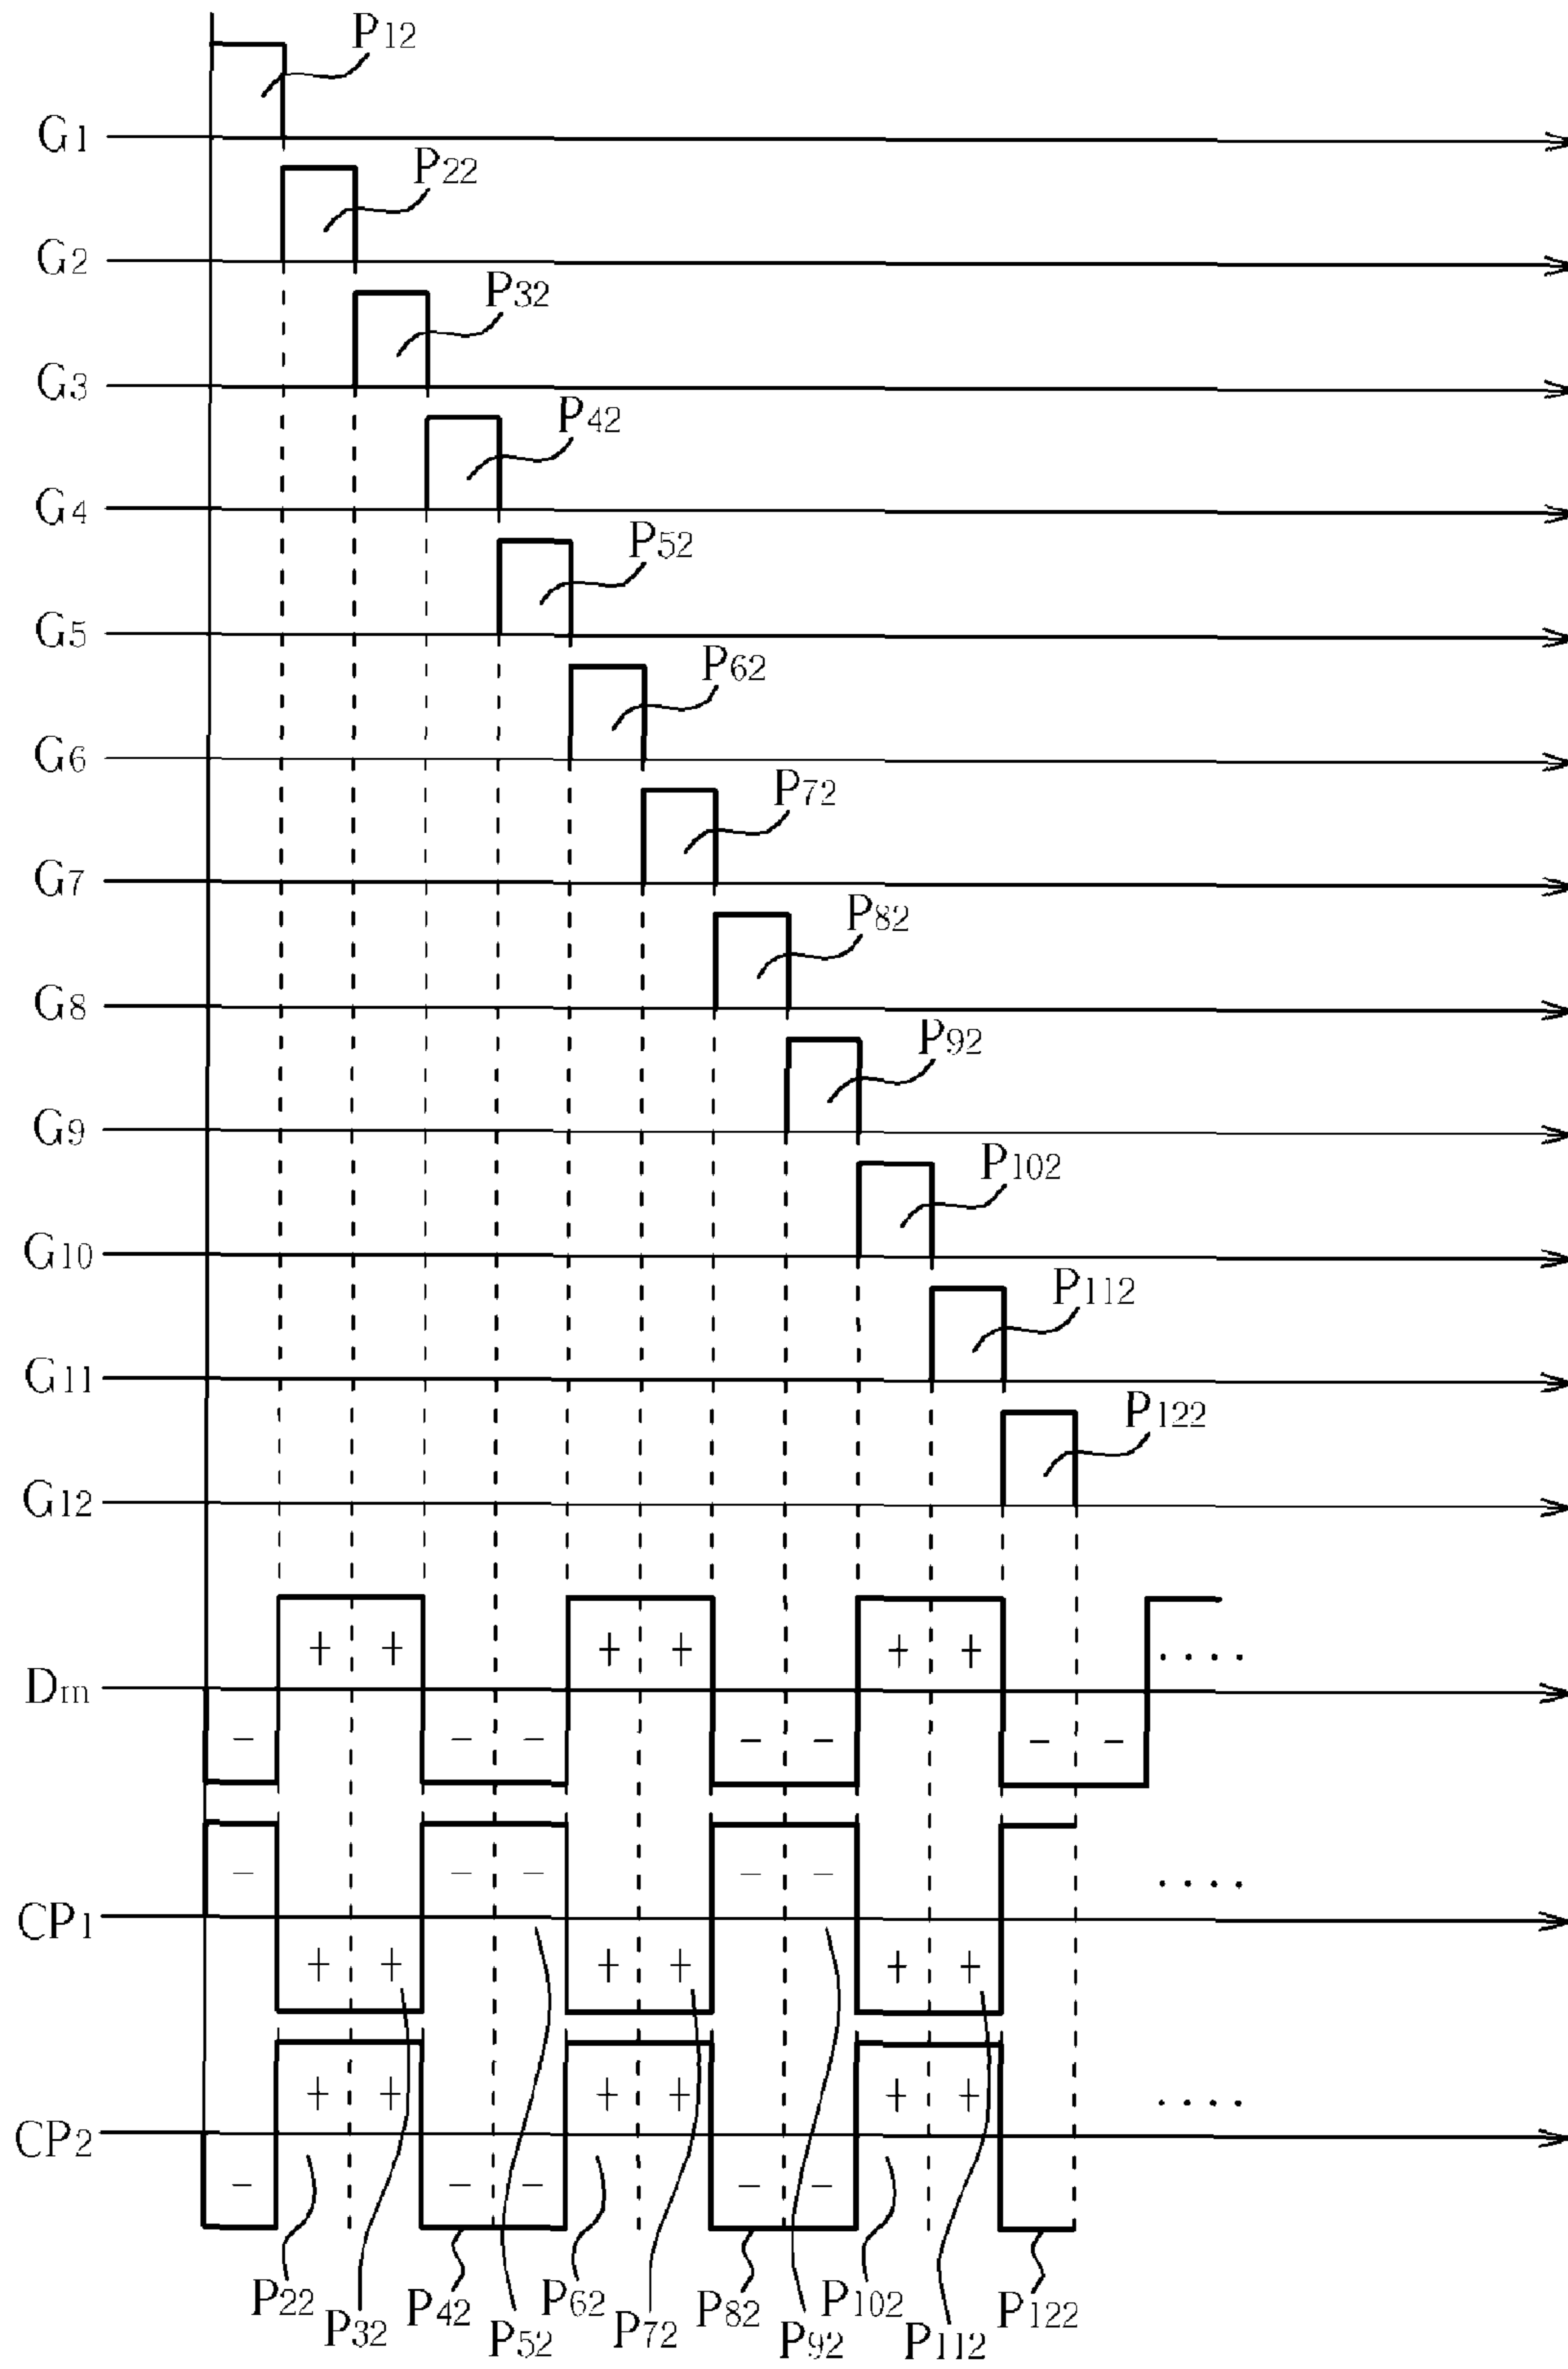 P12
G1
P22
G2
P32
G3
P42
G4
P52
G5
P62
G6
P72
G7
P82
G8
P92
G9
P102
G10
P112
G11
P122
G12
+ + + + + + ····
Dm
− − − − − − −
− − − − − ····
CP1
+ + + + + +
+ + + + + + ····
CP2
− − − − −
P22 P32 P42 P52 P62 P72 P82 P92 P102 P112 P122